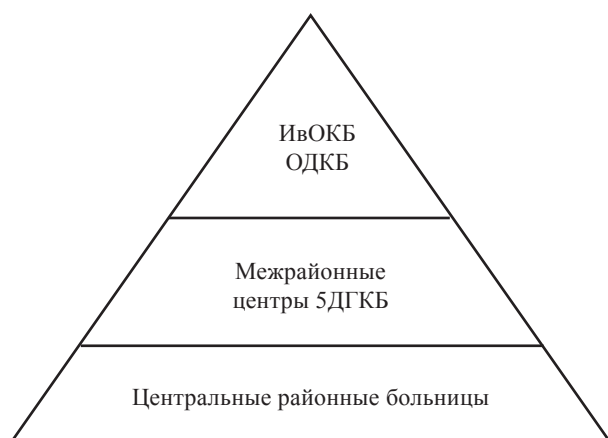 ИвОКБ
ОДКБ
Межрайонные
центры 5ДГКБ
Центральные районные больницы